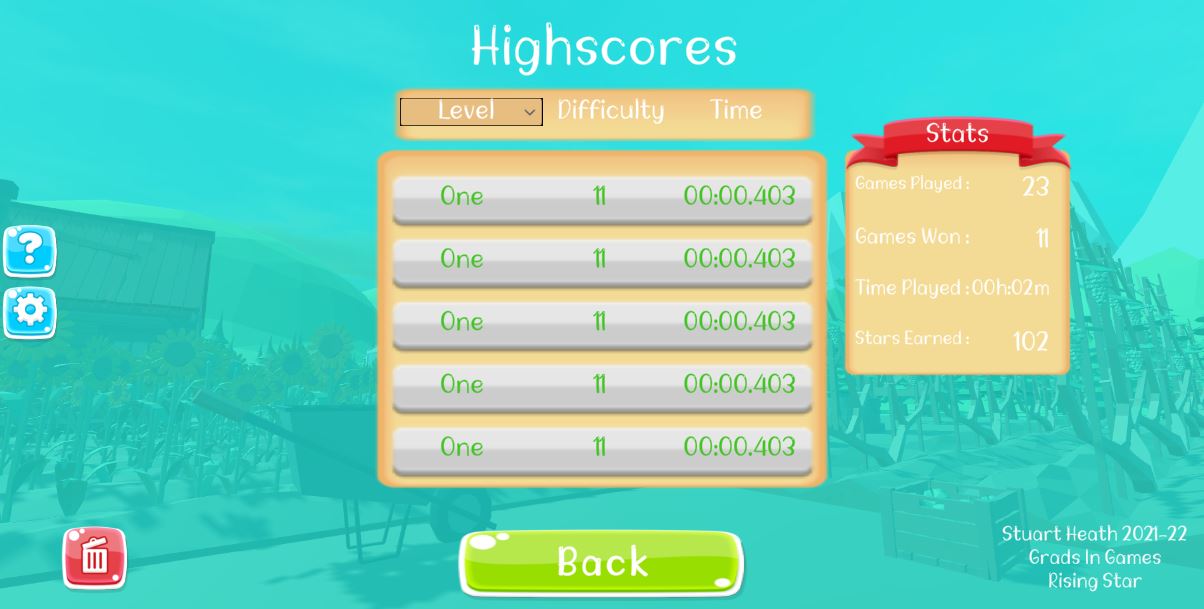 Highscores
Level Difficulty Time
One 11 00:00.403
One 11 00:00.403
One 11 00:00.403
One 11 00:00.403
One 11 00:00.403
Stats
Games Played : 23
Games Won : 11
Time Played : 00h:02m
Stars Earned : 102
?
Back
Stuart Heath 2021-22
Grads In Games
Rising Star